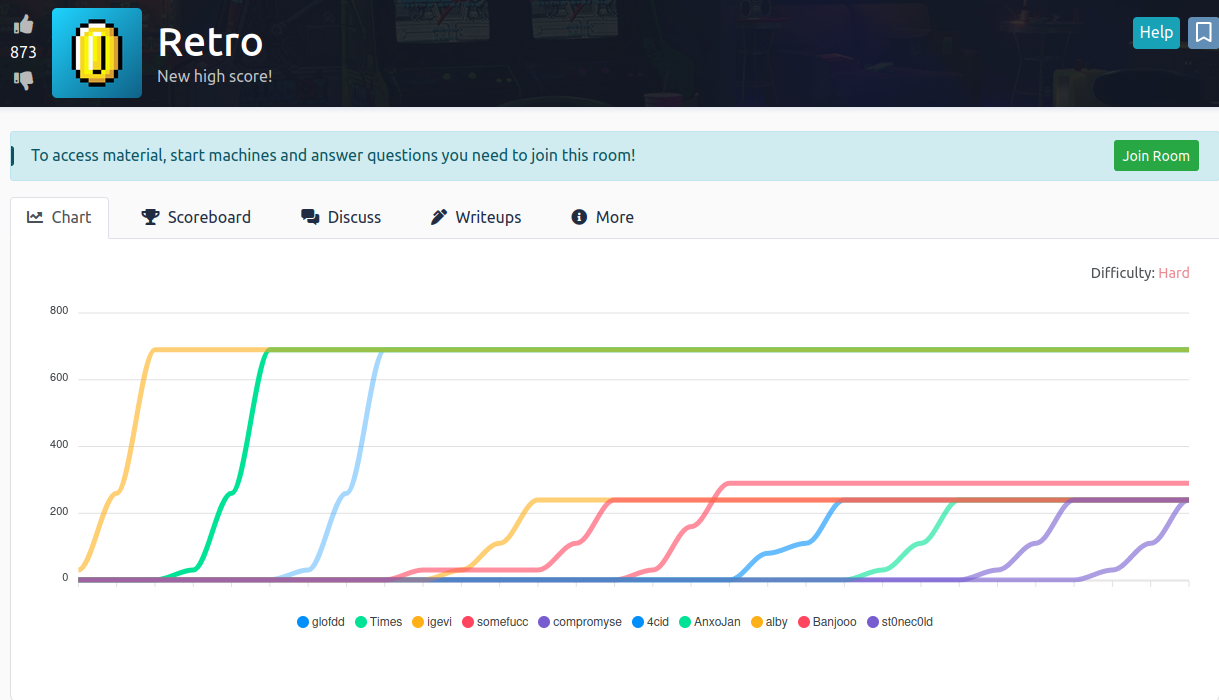 873
Retro
New high score!
Help
To access material, start machines and answer questions you need to join this room!
Join Room
Chart Scoreboard Discuss Writeups More
Difficulty: Hard
800
600
400
200
0
glofdd Times igevi somefucc compromyse 4cid AnxoJan alby Banjooo st0nec0ld